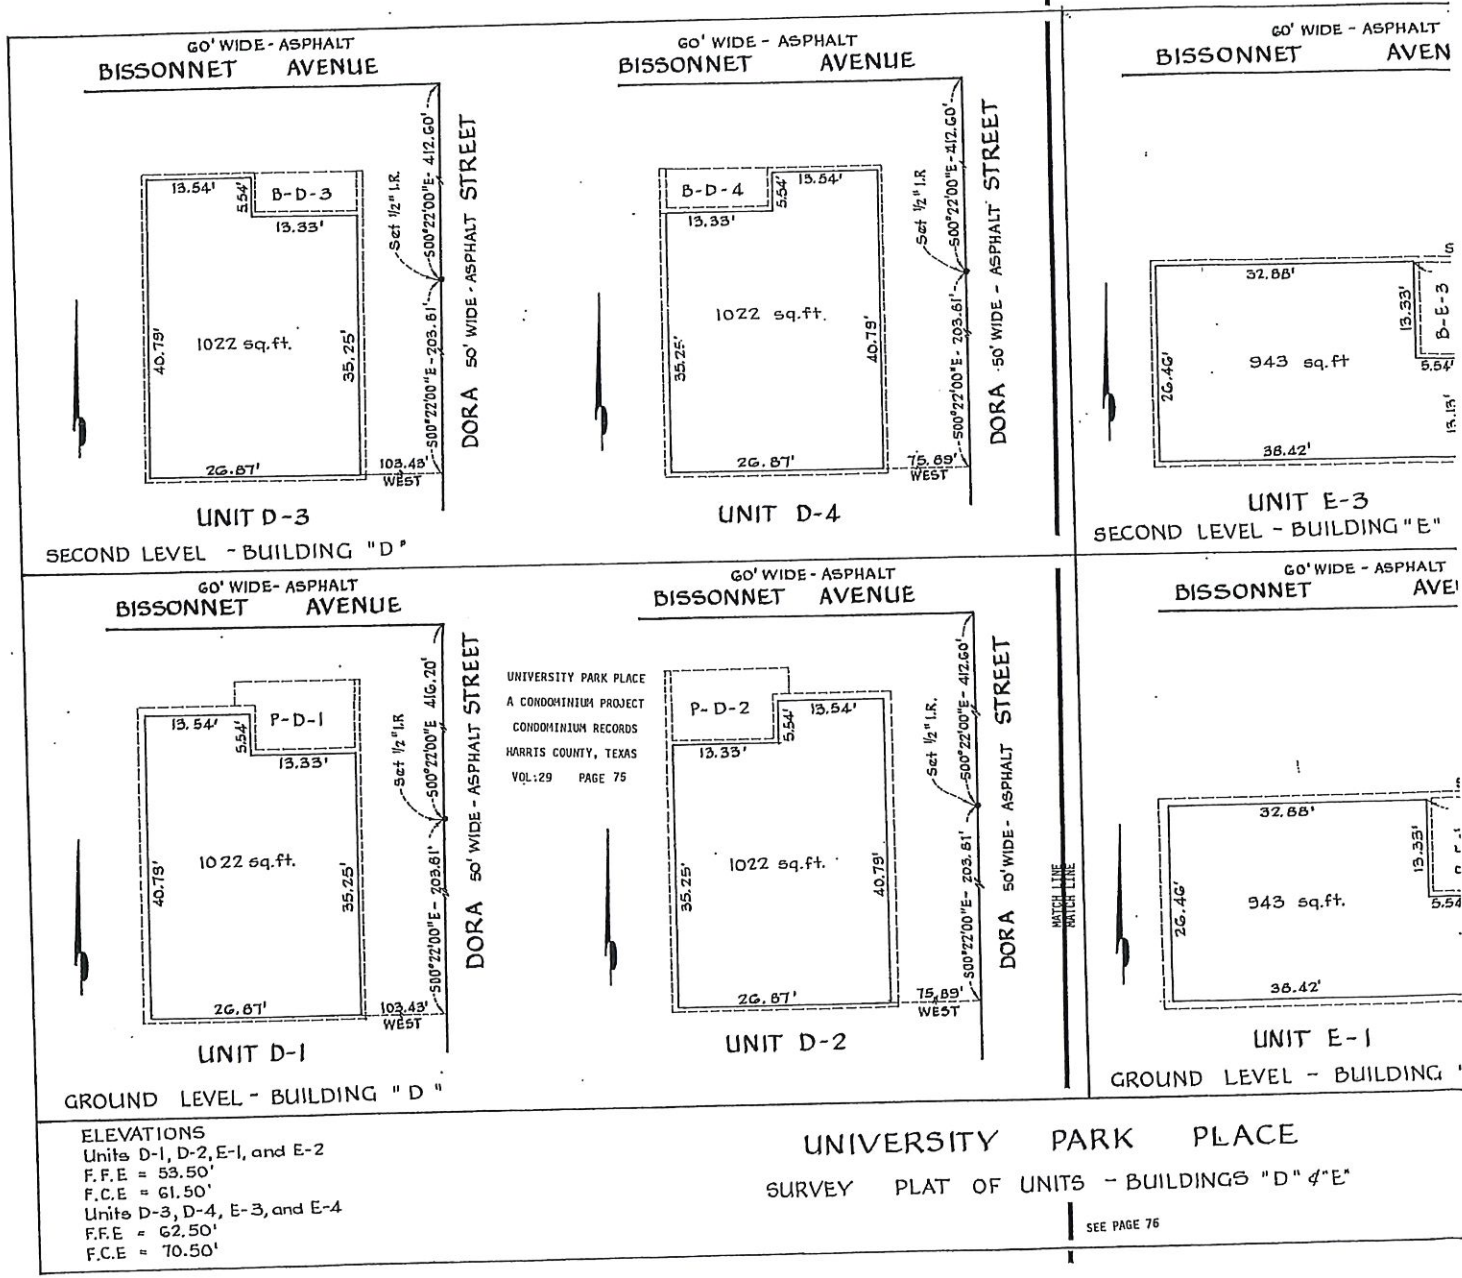 60' WIDE - ASPHALT
BISSONNET AVENUE
13.54'
5.54'
B-D-3
13.33'
Set 1/2" I.R.
S00°22'00"E - 412.60'
DORA 50' WIDE - ASPHALT STREET
40.79'
1022 sq.ft.
35.25'
S00°22'00"E - 203.81'
26.87'
103.43'
WEST
UNIT D-3
SECOND LEVEL - BUILDING "D"
60' WIDE - ASPHALT
BISSONNET AVENUE
B-D-4
13.54'
5.54'
13.33'
Set 1/2" I.R
S00°22'00"E - 412.60'
DORA 50' WIDE - ASPHALT STREET
35.25'
1022 sq.ft.
40.79'
S00°22'00"E - 203.81'
26.87'
75.89'
WEST
UNIT D-4
60' WIDE - ASPHALT
BISSONNET AVEN
32.88'
S
13.33'
B-E-3
26.46'
943 sq.ft
5.54'
13.13'
38.42'
UNIT E-3
SECOND LEVEL - BUILDING "E"
60' WIDE - ASPHALT
BISSONNET AVENUE
13.54'
5.54'
P-D-1
13.33'
Set 1/2" I.R
S00°22'00"E 416.20'
DORA 50' WIDE - ASPHALT STREET
40.79'
1022 sq.ft.
35.25'
S00°22'00"E - 203.81'
26.87'
103.43'
WEST
UNIT D-1
GROUND LEVEL - BUILDING "D"
UNIVERSITY PARK PLACE
A CONDOMINIUM PROJECT
CONDOMINIUM RECORDS
HARRIS COUNTY, TEXAS
VOL:29 PAGE 75
60' WIDE - ASPHALT
BISSONNET AVENUE
P-D-2
13.54'
5.54'
13.33'
Set 1/2" I.R.
S00°22'00"E - 412.60'
DORA 50' WIDE - ASPHALT STREET
35.25'
1022 sq.ft.
40.79'
S00°22'00"E - 203.81'
26.87'
75.89'
WEST
UNIT D-2
MATCH LINE
MATCH LINE
60' WIDE - ASPHALT
BISSONNET AVE
32.88'
13.33'
26.46'
943 sq.ft.
5.54
38.42'
UNIT E-1
GROUND LEVEL - BUILDING "
ELEVATIONS
Units D-1, D-2, E-1, and E-2
F.F.E = 53.50'
F.C.E = 61.50'
Units D-3, D-4, E-3, and E-4
F.F.E = 62.50'
F.C.E = 70.50'
UNIVERSITY PARK PLACE
SURVEY PLAT OF UNITS - BUILDINGS "D" & "E"
SEE PAGE 76